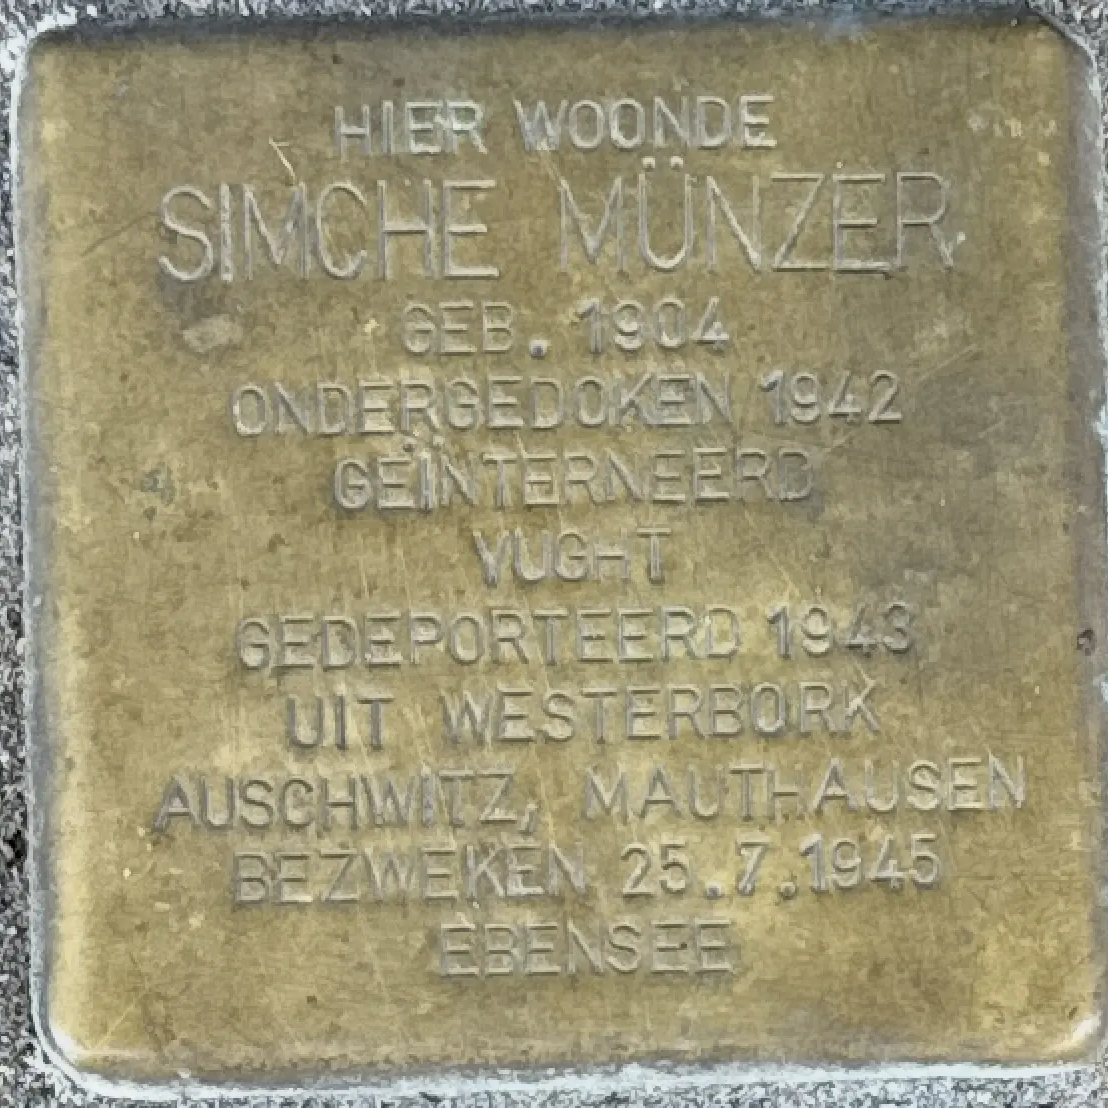 HIER WOONDE
SIMCHE MÜNZER
GEB. 1904
ONDERGEDOKEN 1942
GEÏNTERNEERD
VUGHT
GEDEPORTEERD 1943
UIT WESTERBORK
AUSCHWITZ, MAUTHAUSEN
BEZWEKEN 25.7.1945
EBENSEE